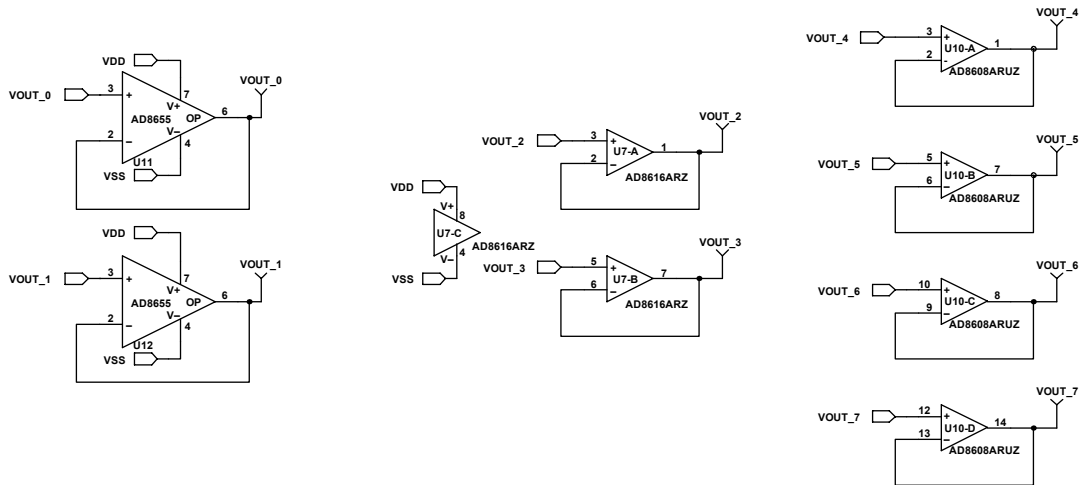 VDD
7
VOUT_0
3
+
V+
AD8655
OP
6
VOUT_0
V–
2
–
4
U11
VSS
VDD
7
VOUT_1
3
+
V+
AD8655
OP
6
VOUT_1
V–
2
–
4
U12
VSS
VDD
V+
8
U7-C
AD8616ARZ
4
V–
VSS
VOUT_2
3
+
U7-A
1
VOUT_2
2
–
AD8616ARZ
VOUT_3
5
+
U7-B
7
VOUT_3
6
–
AD8616ARZ
VOUT_4
3
+
U10-A
1
VOUT_4
2
-
AD8608ARUZ
VOUT_5
5
+
U10-B
7
VOUT_5
6
–
AD8608ARUZ
VOUT_6
10
+
U10-C
8
VOUT_6
9
–
AD8608ARUZ
VOUT_7
12
+
U10-D
14
VOUT_7
13
–
AD8608ARUZ